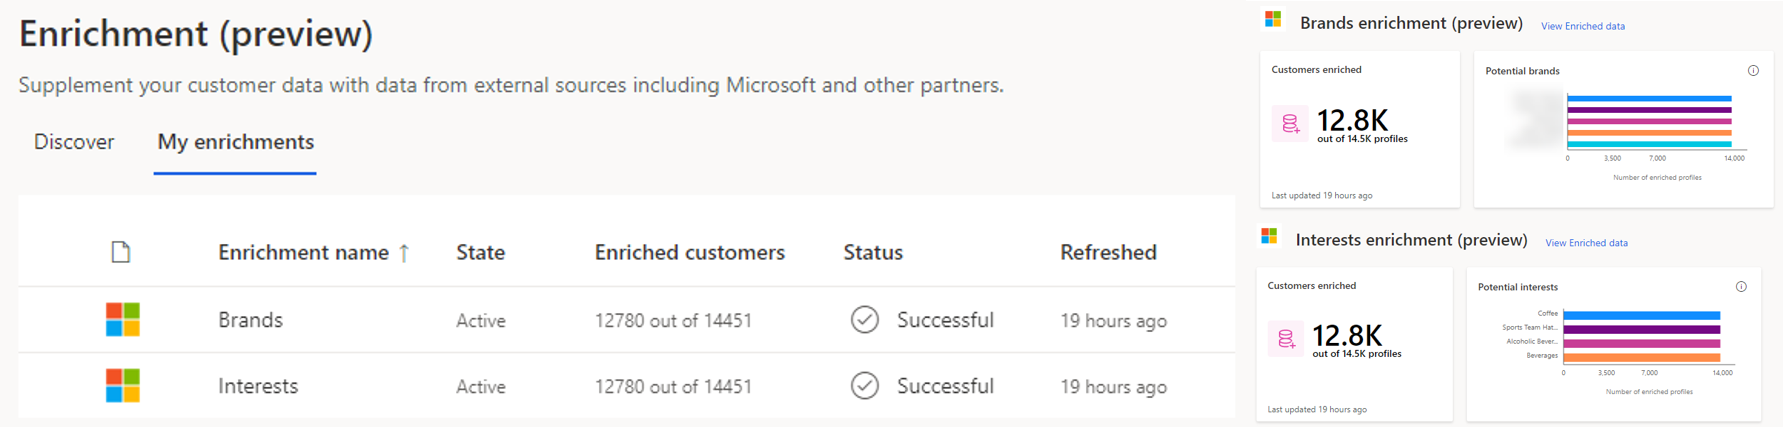 Enrichment (preview)
Supplement your customer data with data from external sources including Microsoft and other partners.
Discover My enrichments
Enrichment name ↑ State Enriched customers Status Refreshed
Brands Active 12780 out of 14451 Successful 19 hours ago
Interests Active 12780 out of 14451 Successful 19 hours ago
Brands enrichment (preview) View Enriched data
Customers enriched
12.8K
out of 14.5K profiles
Last updated 19 hours ago
Potential brands
0 3,500 7,000 14,000
Number of enriched profiles
Interests enrichment (preview) View Enriched data
Customers enriched
12.8K
out of 14.5K profiles
Last updated 19 hours ago
Potential interests
Coffee
Sports Team Hat...
Alcoholic Bever...
Beverages
0 3,500 7,000 14,000
Number of enriched profiles